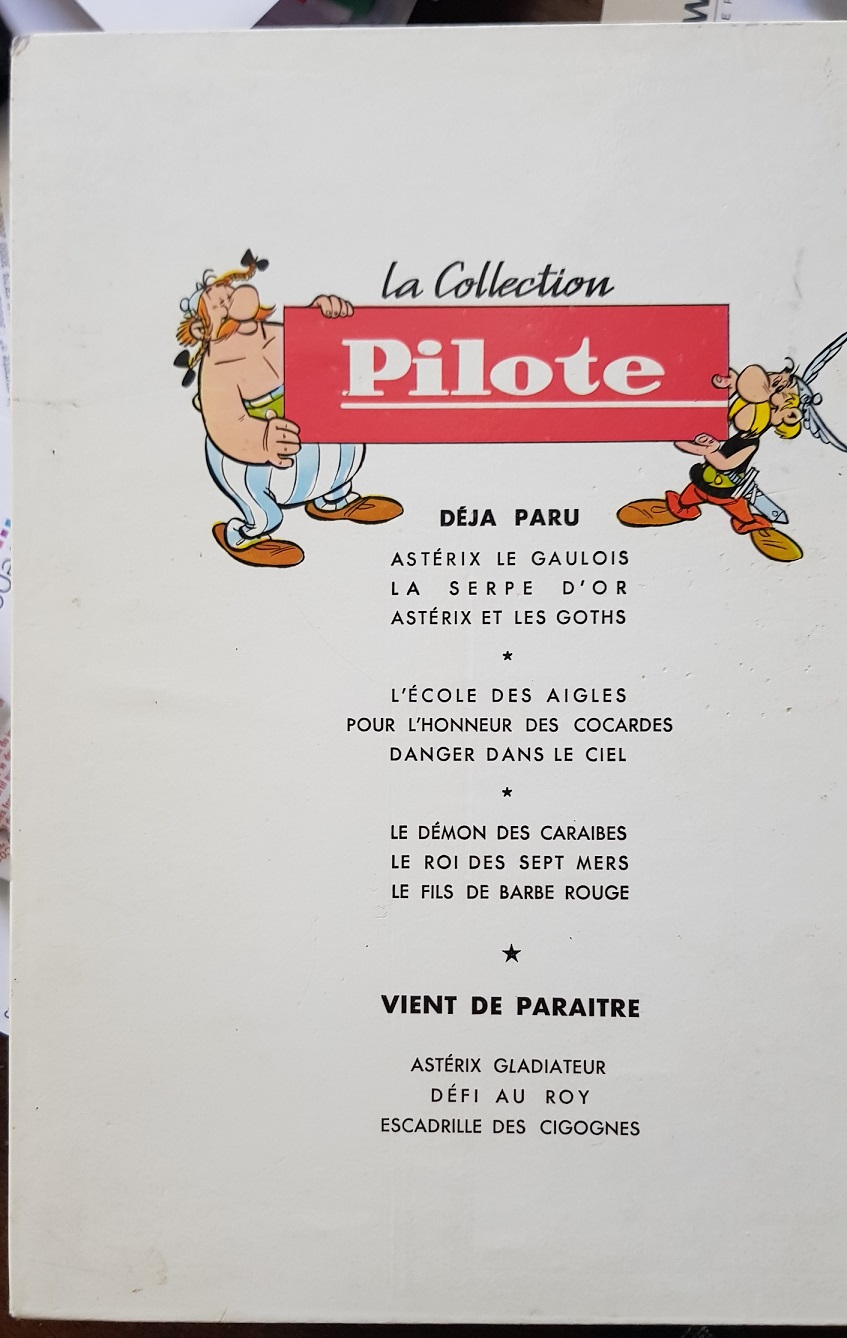 la Collection
Pilote
DÉJA PARU
ASTÉRIX LE GAULOIS
LA SERPE D'OR
ASTÉRIX ET LES GOTHS
★
L'ÉCOLE DES AIGLES
POUR L'HONNEUR DES COCARDES
DANGER DANS LE CIEL
★
LE DÉMON DES CARAIBES
LE ROI DES SEPT MERS
LE FILS DE BARBE ROUGE
★
VIENT DE PARAITRE
ASTÉRIX GLADIATEUR
DÉFI AU ROY
ESCADRILLE DES CIGOGNES